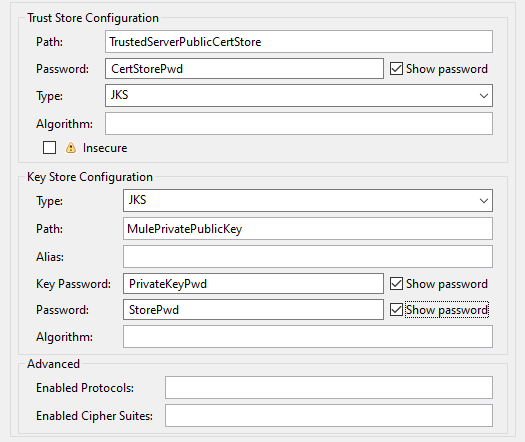 Trust Store Configuration
Path: TrustedServerPublicCertStore
Password: CertStorePwd Show password
Type: JKS
Algorithm:
Insecure
Key Store Configuration
Type: JKS
Path: MulePrivatePublicKey
Alias:
Key Password: PrivateKeyPwd Show password
Password: StorePwd Show password
Algorithm:
Advanced
Enabled Protocols:
Enabled Cipher Suites: